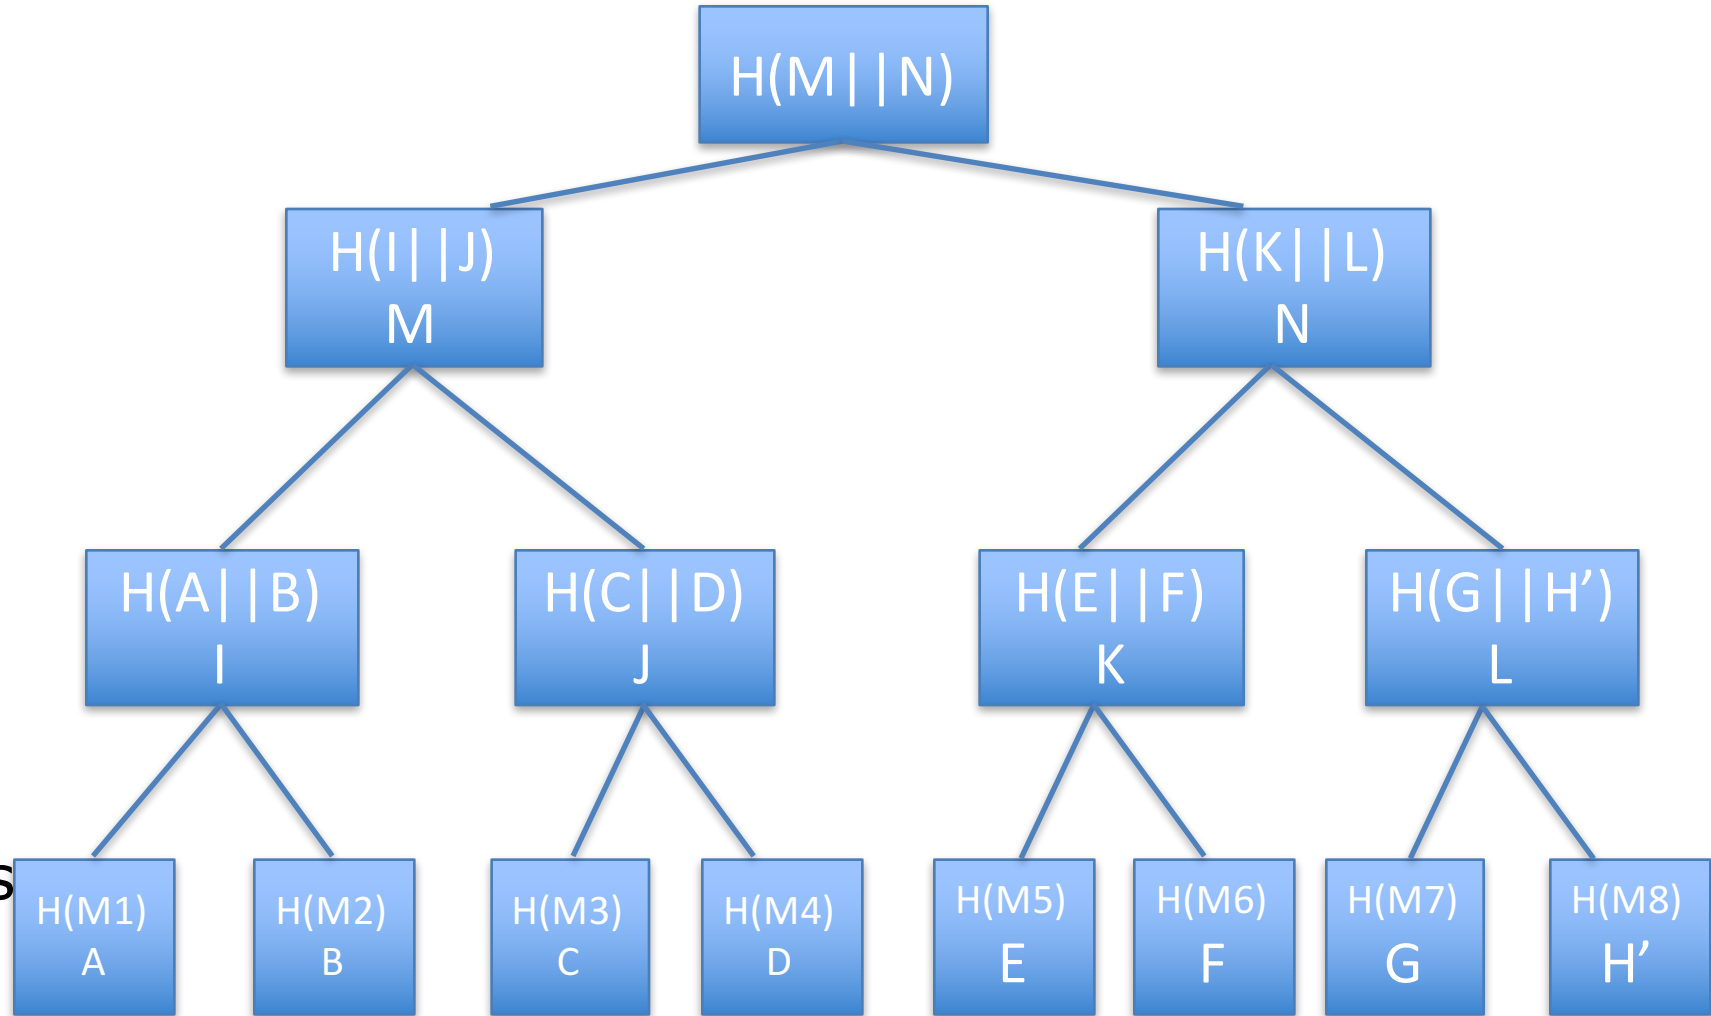 H(M||N)
H(I||J)
M
H(K||L)
N
H(A||B)
I
H(C||D)
J
H(E||F)
K
H(G||H’)
L
s
H(M1)
A
H(M2)
B
H(M3)
C
H(M4)
D
H(M5)
E
H(M6)
F
H(M7)
G
H(M8)
H’